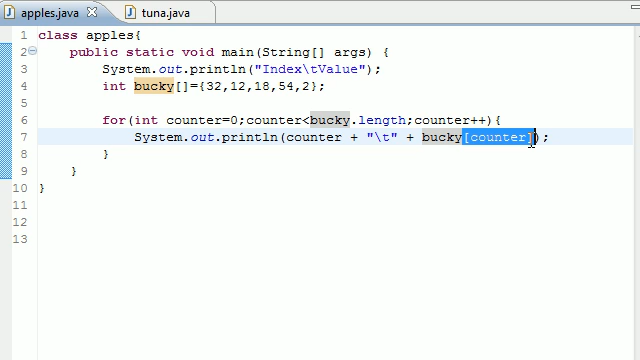 apples.java tuna.java
1 class apples{
2 public static void main(String[] args) {
3 System.out.println("Index\tValue");
4 int bucky[]={32,12,18,54,2};
5
6 for(int counter=0;counter<bucky.length;counter++){
7 System.out.println(counter + "\t" + bucky[counter]);
8 }
9 }
10 }
11
12
13